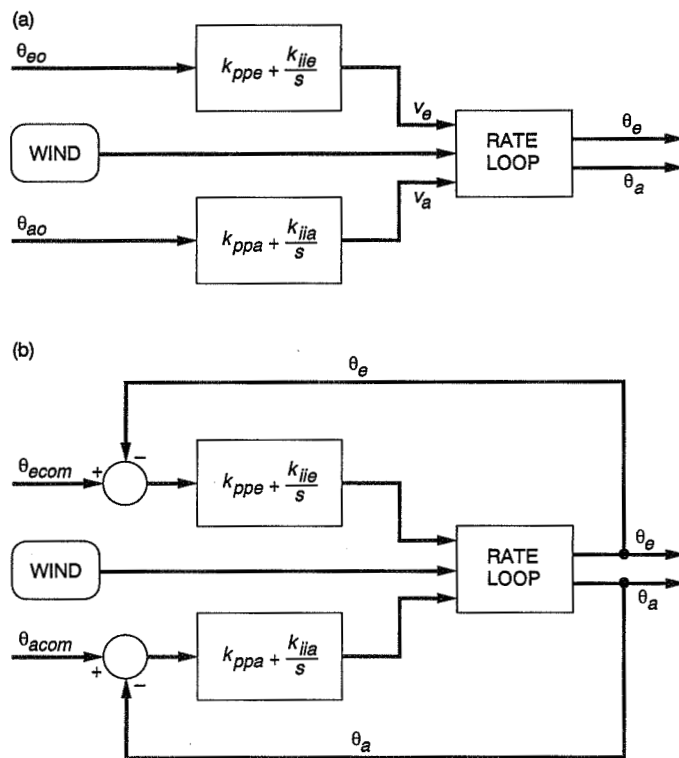 (a)
θeo
kppe + kiie/s
ve
WIND
RATE
LOOP
θe
θa
va
θao
kppa + kiia/s
(b)
θe
θecom
+
−
kppe + kiie/s
WIND
RATE
LOOP
θe
θa
θacom
+
−
kppa + kiia/s
θa